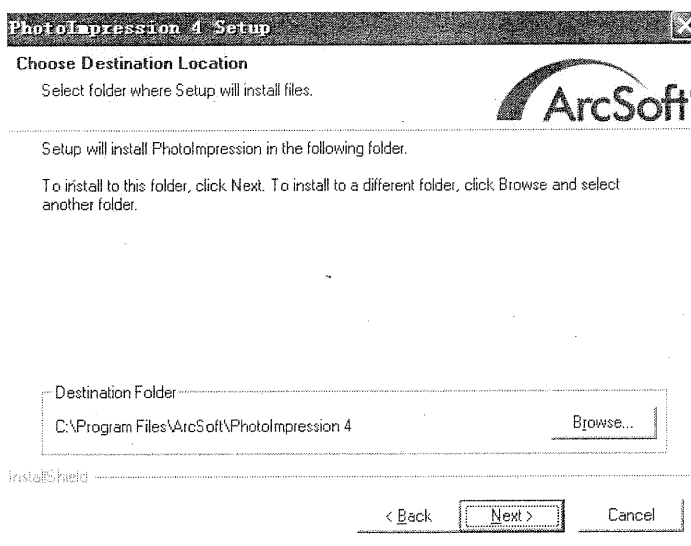 PhotoImpression 4 Setup
Choose Destination Location
Select folder where Setup will install files.
ArcSoft
Setup will install PhotoImpression in the following folder.
To install to this folder, click Next. To install to a different folder, click Browse and select
another folder.
Destination Folder
C:\Program Files\ArcSoft\PhotoImpression 4
Browse...
InstallShield
< Back
Next >
Cancel